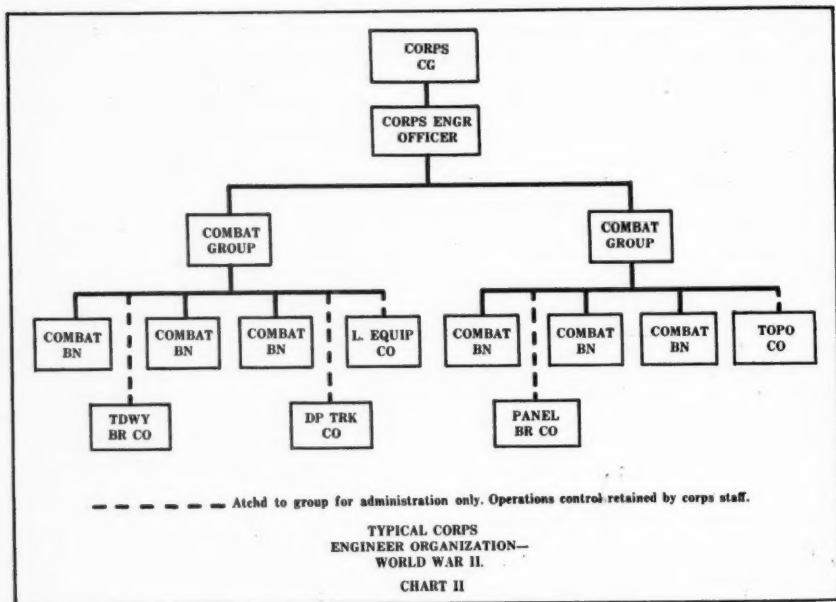 CORPS
CG
CORPS ENGR
OFFICER
COMBAT
GROUP
COMBAT
GROUP
COMBAT
BN
COMBAT
BN
COMBAT
BN
L. EQUIP
CO
COMBAT
BN
COMBAT
BN
COMBAT
BN
TOPO
CO
TDWY
BR CO
DP TRK
CO
PANEL
BR CO
Atchd to group for administration only. Operations control retained by corps staff.
TYPICAL CORPS
ENGINEER ORGANIZATION—
WORLD WAR II.
CHART II